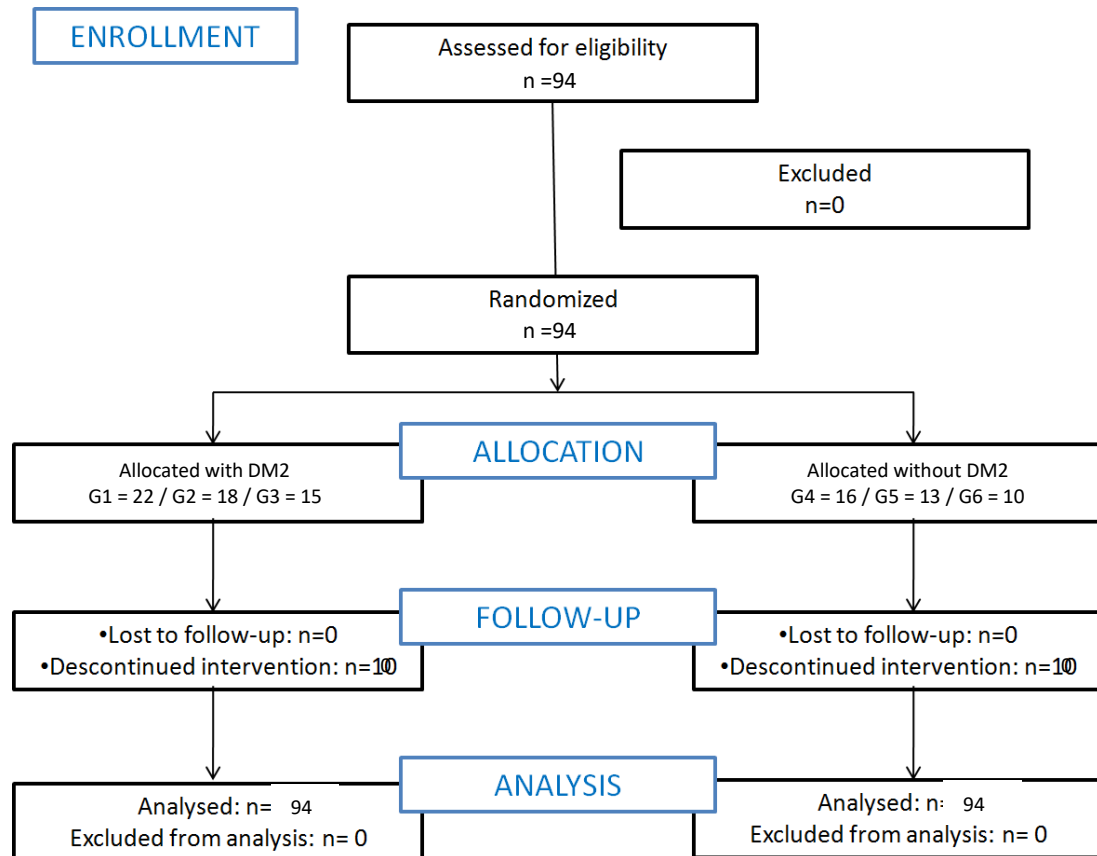 ENROLLMENT
Assessed for eligibility
n =94
Excluded
n=0
Randomized
n =94
ALLOCATION
Allocated with DM2
G1 = 22 / G2 = 18 / G3 = 15
Allocated without DM2
G4 = 16 / G5 = 13 / G6 = 10
FOLLOW-UP
•Lost to follow-up: n=0
•Descontinued intervention:
•Lost to follow-up: n=0
•Descontinued intervention:
ANALYSIS
Analysed: n= 94
Excluded from analysis: n= 0
Analysed: n= 94
Excluded from analysis: n= 0